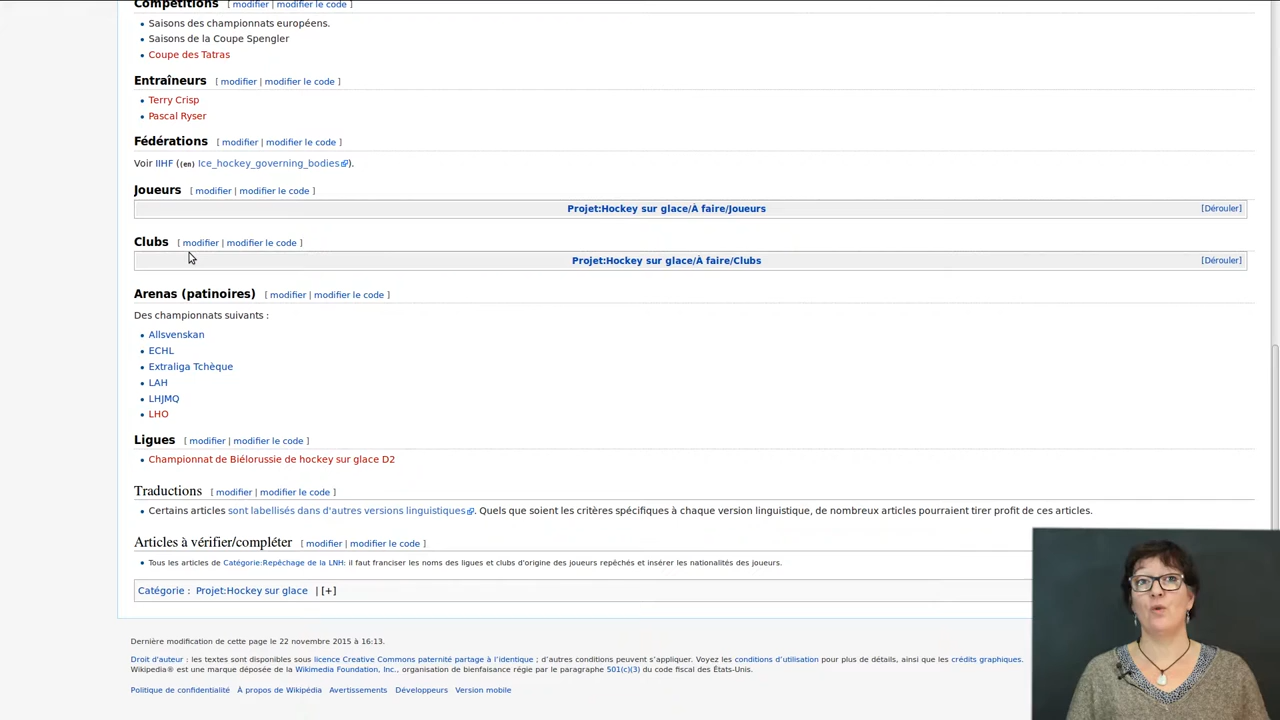 Compétitions [ modifier | modifier le code ]
• Saisons des championnats européens.
• Saisons de la Coupe Spengler
• Coupe des Tatras
Entraîneurs [ modifier | modifier le code ]
• Terry Crisp
• Pascal Ryser
Fédérations [ modifier | modifier le code ]
Voir IIHF ((en) Ice_hockey_governing_bodies).
Joueurs [ modifier | modifier le code ]
Projet:Hockey sur glace/À faire/Joueurs [Dérouler]
Clubs [ modifier | modifier le code ]
Projet:Hockey sur glace/À faire/Clubs [Dérouler]
Arenas (patinoires) [ modifier | modifier le code ]
Des championnats suivants :
• Allsvenskan
• ECHL
• Extraliga Tchèque
• LAH
• LHJMQ
• LHO
Ligues [ modifier | modifier le code ]
• Championnat de Biélorussie de hockey sur glace D2
Traductions [ modifier | modifier le code ]
• Certains articles sont labellisés dans d'autres versions linguistiques. Quels que soient les critères spécifiques à chaque version linguistique, de nombreux articles pourraient tirer profit de ces articles.
Articles à vérifier/compléter [ modifier | modifier le code ]
• Tous les articles de Catégorie:Repêchage de la LNH: il faut franciser les noms des ligues et clubs d'origine des joueurs repêchés et insérer les nationalités des joueurs.
Catégorie : Projet:Hockey sur glace | [+]
Dernière modification de cette page le 22 novembre 2015 à 16:13.
Droit d'auteur : les textes sont disponibles sous licence Creative Commons paternité partage à l'identique ; d'autres conditions peuvent s'appliquer. Voyez les conditions d'utilisation pour plus de détails, ainsi que les crédits graphiques.
Wikipedia® est une marque déposée de la Wikimedia Foundation, Inc., organisation de bienfaisance régie par le paragraphe 501(c)(3) du code fiscal des États-Unis.
Politique de confidentialité À propos de Wikipédia Avertissements Développeurs Version mobile